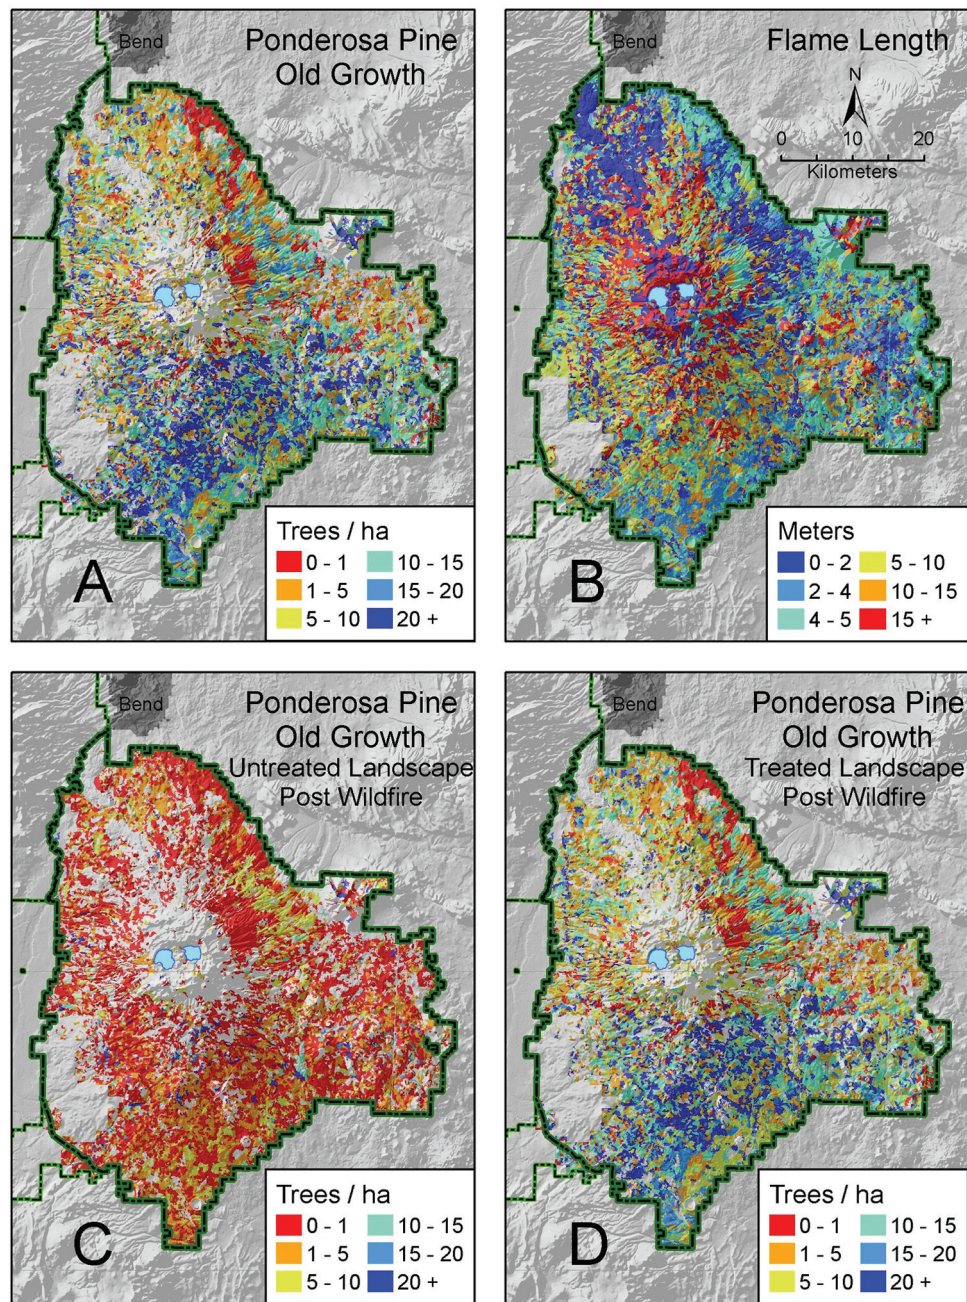 Bend
Ponderosa Pine
Old Growth
Trees / ha
0 - 1
10 - 15
1 - 5
15 - 20
5 - 10
20 +
A
Bend
Flame Length
N
0 10 20
Kilometers
Meters
0 - 2
5 - 10
2 - 4
10 - 15
4 - 5
15 +
B
Bend
Ponderosa Pine
Old Growth
Untreated Landscape
Post Wildfire
Trees / ha
0 - 1
10 - 15
1 - 5
15 - 20
5 - 10
20 +
C
Bend
Ponderosa Pine
Old Growth
Treated Landscape
Post Wildfire
Trees / ha
0 - 1
10 - 15
1 - 5
15 - 20
5 - 10
20 +
D